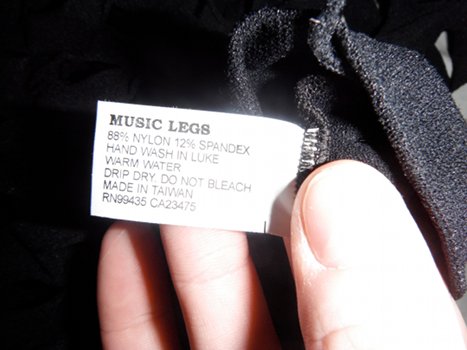 MUSIC LEGS
88% NYLON 12% SPANDEX
HAND WASH IN LUKE
WARM WATER
DRIP DRY, DO NOT BLEACH
MADE IN TAIWAN
RN99435 CA23475